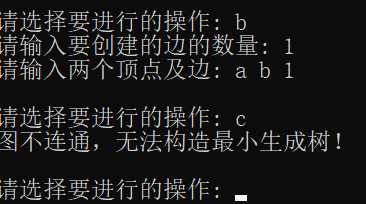 请选择要进行的操作: b
请输入要创建的边的数量: 1
请输入两个顶点及边: a b 1
请选择要进行的操作: c
图不连通，无法构造最小生成树！
请选择要进行的操作: